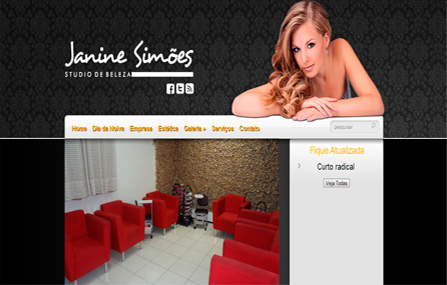 Janine Simões
STUDIO DE BELEZA
Home Dia da Noiva Empresa Estética Galeria » Serviços Contato
pesquisar
Fique Atualizada
Curto radical
Veja Todas